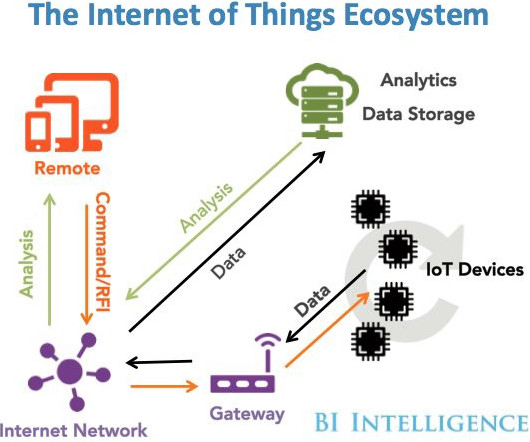 The Internet of Things Ecosystem
Analytics
Data Storage
Remote
Analysis
Command/RFI
Analysis
Data
IoT Devices
Data
Internet Network
Gateway
BI INTELLIGENCE